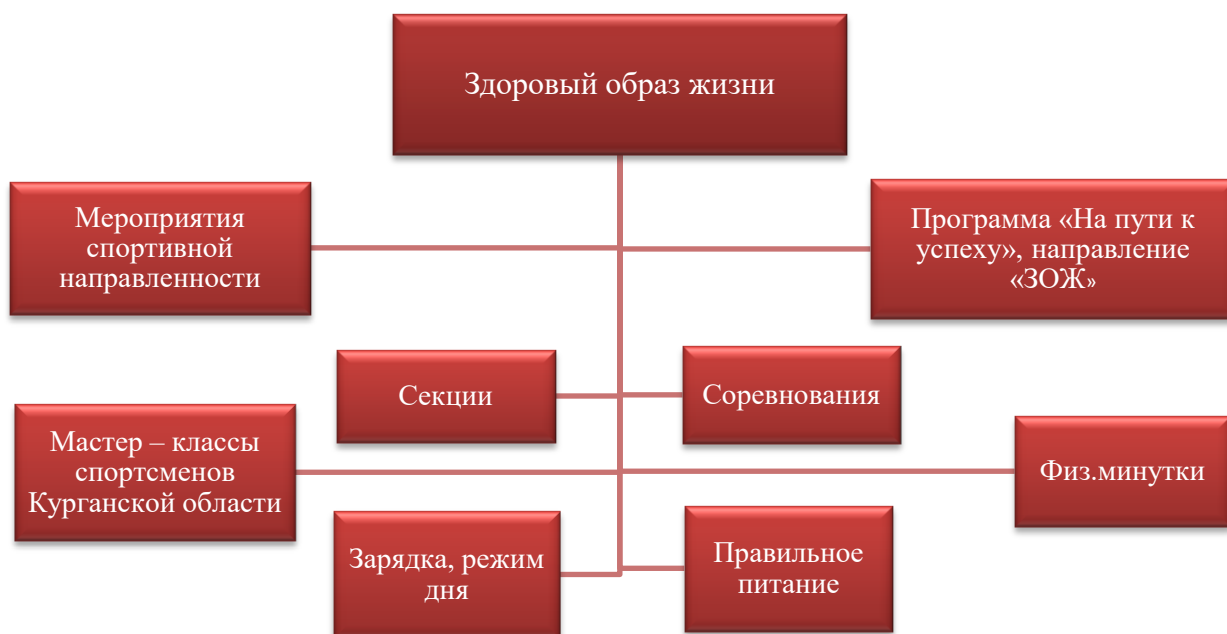 Здоровый образ жизни
Мероприятия
спортивной
направленности
Программа «На пути к
успеху», направление
«ЗОЖ»
Секции
Соревнования
Мастер – классы
спортсменов
Курганской области
Физ.минутки
Зарядка, режим
дня
Правильное
питание